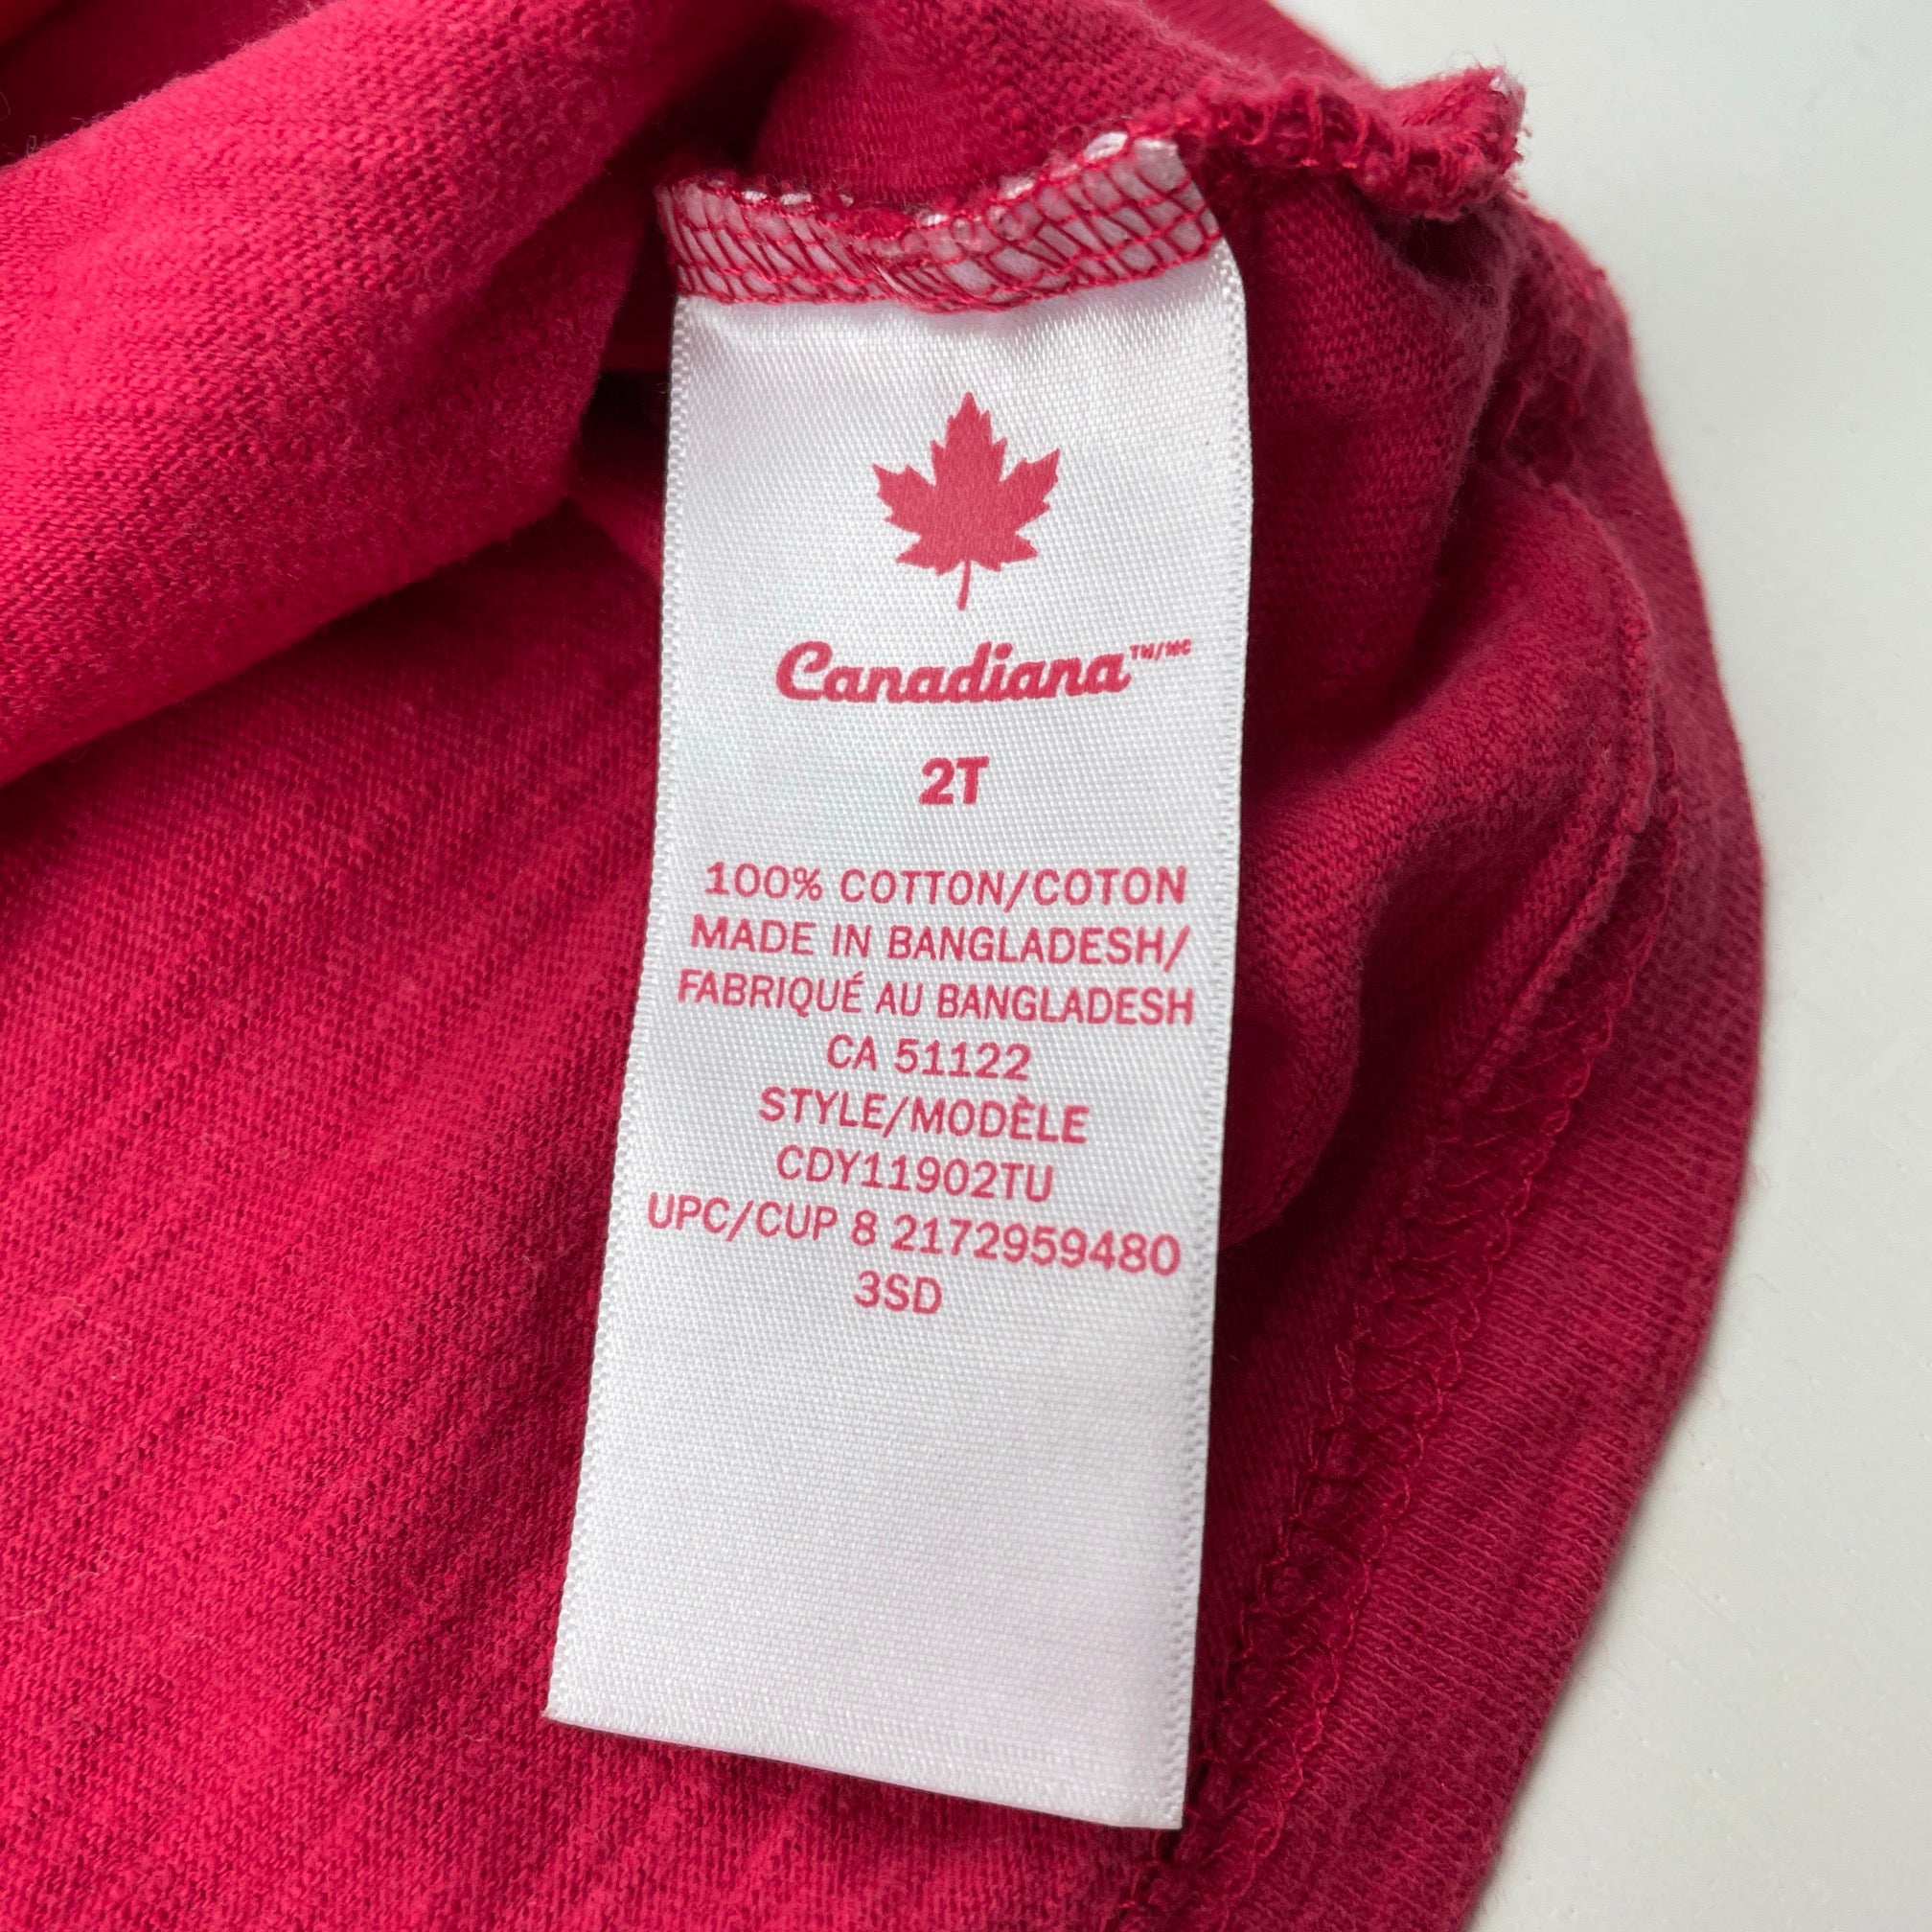 Canadiana™/MC
2T
100% COTTON/COTON
MADE IN BANGLADESH/
FABRIQUÉ AU BANGLADESH
CA 51122
STYLE/MODÈLE
CDY11902TU
UPC/CUP 8 2172959480
3SD